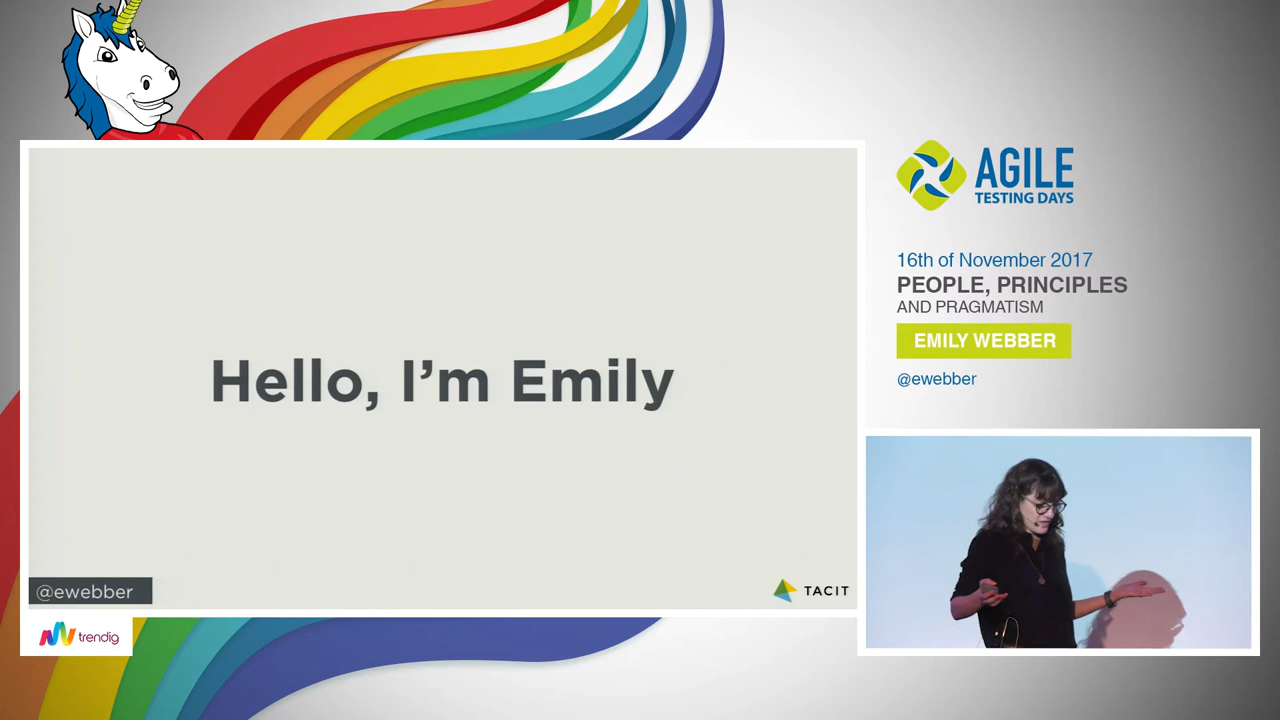 Hello, I'm Emily
@ewebber
TACIT
trendig
AGILE
TESTING DAYS
16th of November 2017
PEOPLE, PRINCIPLES
AND PRAGMATISM
EMILY WEBBER
@ewebber